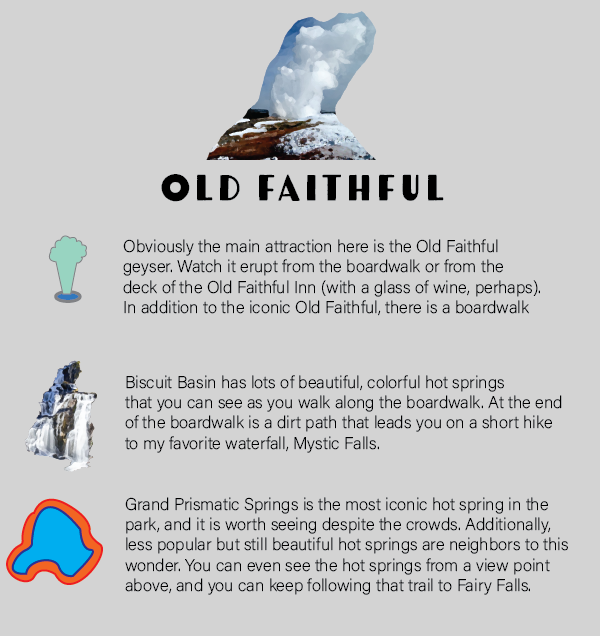 OLD FAITHFUL
Obviously the main attraction here is the Old Faithful
geyser. Watch it erupt from the boardwalk or from the
deck of the Old Faithful Inn (with a glass of wine, perhaps).
In addition to the iconic Old Faithful, there is a boardwalk
Biscuit Basin has lots of beautiful, colorful hot springs
that you can see as you walk along the boardwalk. At the end
of the boardwalk is a dirt path that leads you on a short hike
to my favorite waterfall, Mystic Falls.
Grand Prismatic Springs is the most iconic hot spring in the
park, and it is worth seeing despite the crowds. Additionally,
less popular but still beautiful hot springs are neighbors to this
wonder. You can even see the hot springs from a view point
above, and you can keep following that trail to Fairy Falls.